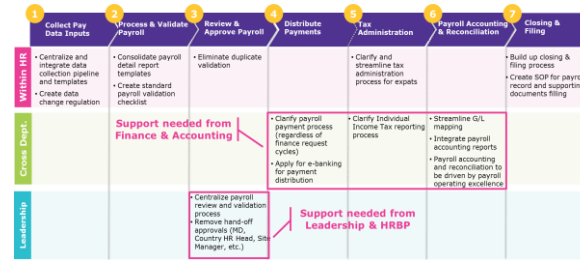 1 2 3 4 5 6 7
Collect Pay
Data Inputs
Process & Validate
Payroll
Review &
Approve Payroll
Distribute
Payments
Tax
Administration
Payroll Accounting
& Reconciliation
Closing &
Filing
Within HR
• Centralize and
integrate data
collection pipeline
and templates
• Create data
change regulation
• Consolidate payroll
detail report
templates
• Create standard
payroll validation
checklist
• Eliminate duplicate
validation
• Clarify and
streamline tax
administration
process for expats
• Build up closing &
filing process
• Create SOP for payro
record and supportin
documents filling
Cross Dept.
Support needed from
Finance & Accounting
• Clarify payroll
payment process
(regardless of
finance request
cycles)
• Apply for e-banking
for payment
distribution
• Clarify Individual
Income Tax reporting
process
• Streamline G/L
mapping
• Integrate payroll
accounting reports
• Payroll accounting
and reconciliation to
be driven by payroll
operating excellence
Leadership
• Centralize payroll
review and validation
process
• Remove hand-off
approvals (MD,
Country HR Head, Site
Manager, etc.)
Support needed from
Leadership & HRBP